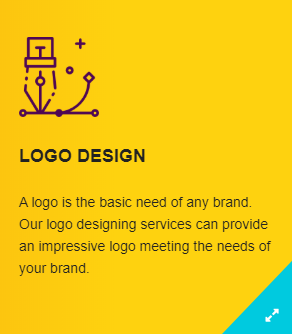 LOGO DESIGN
A logo is the basic need of any brand.
Our logo designing services can provide
an impressive logo meeting the needs of
your brand.